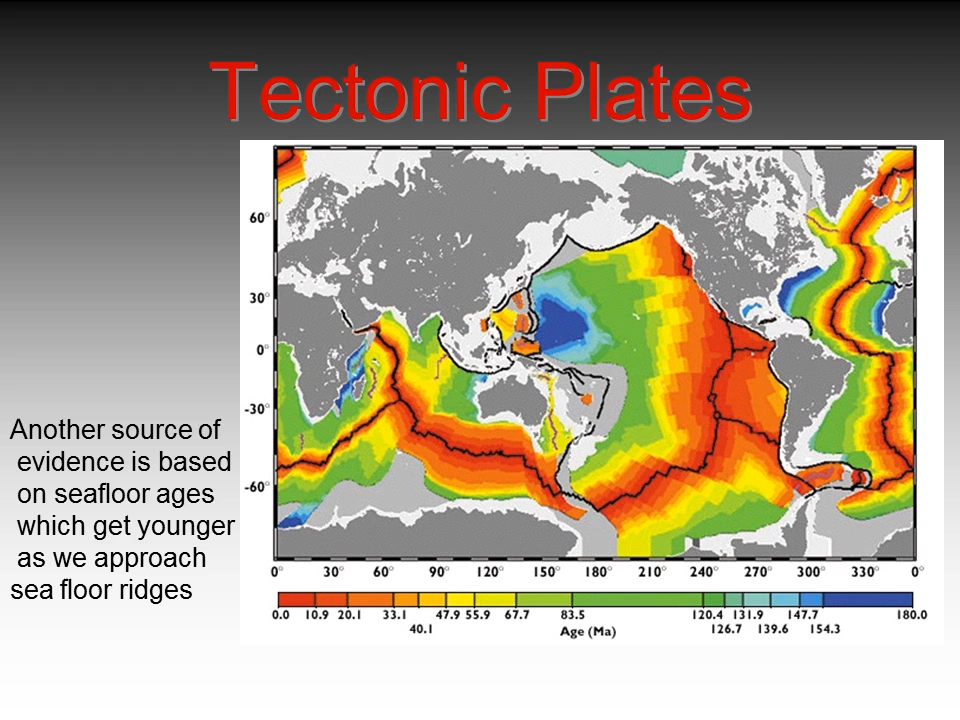 Tectonic Plates
60°
30°
0°
-30°
-60°
0° 30° 60° 90° 120° 150° 180° 210° 240° 270° 300° 330° 0°
0.0 10.9 20.1 33.1 47.9 55.9 67.7 83.5 120.4 131.9 147.7 180.0
40.1 126.7 139.6 154.3
Age (Ma)
Another source of
evidence is based
on seafloor ages
which get younger
as we approach
sea floor ridges